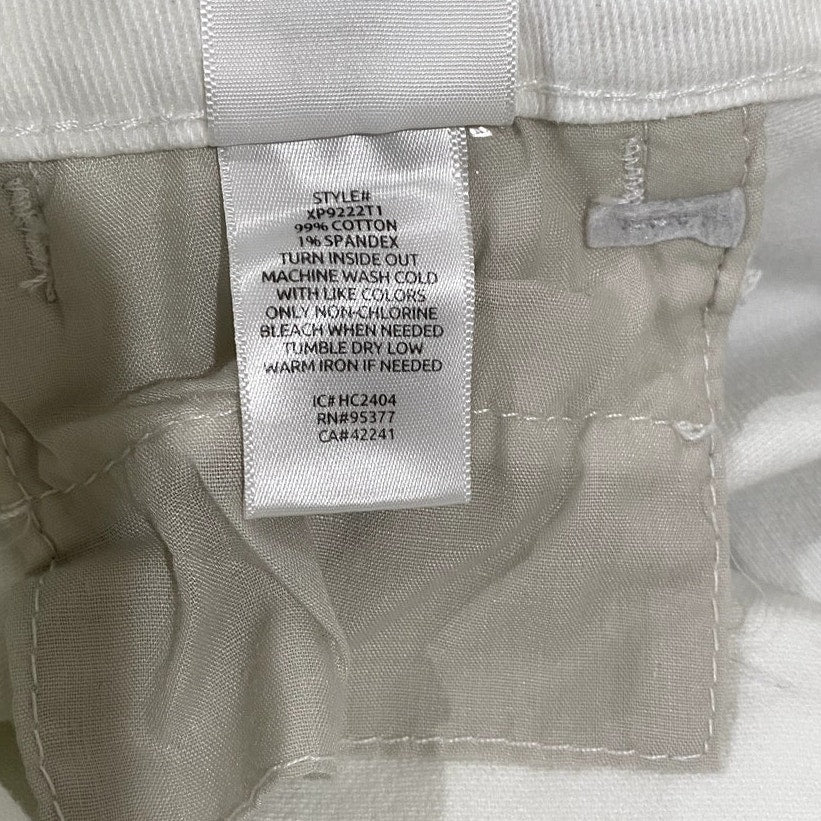 STYLE#
XP9222T1
99% COTTON
1% SPANDEX
TURN INSIDE OUT
MACHINE WASH COLD
WITH LIKE COLORS
ONLY NON-CHLORINE
BLEACH WHEN NEEDED
TUMBLE DRY LOW
WARM IRON IF NEEDED
IC# HC2404
RN#95377
CA#42241